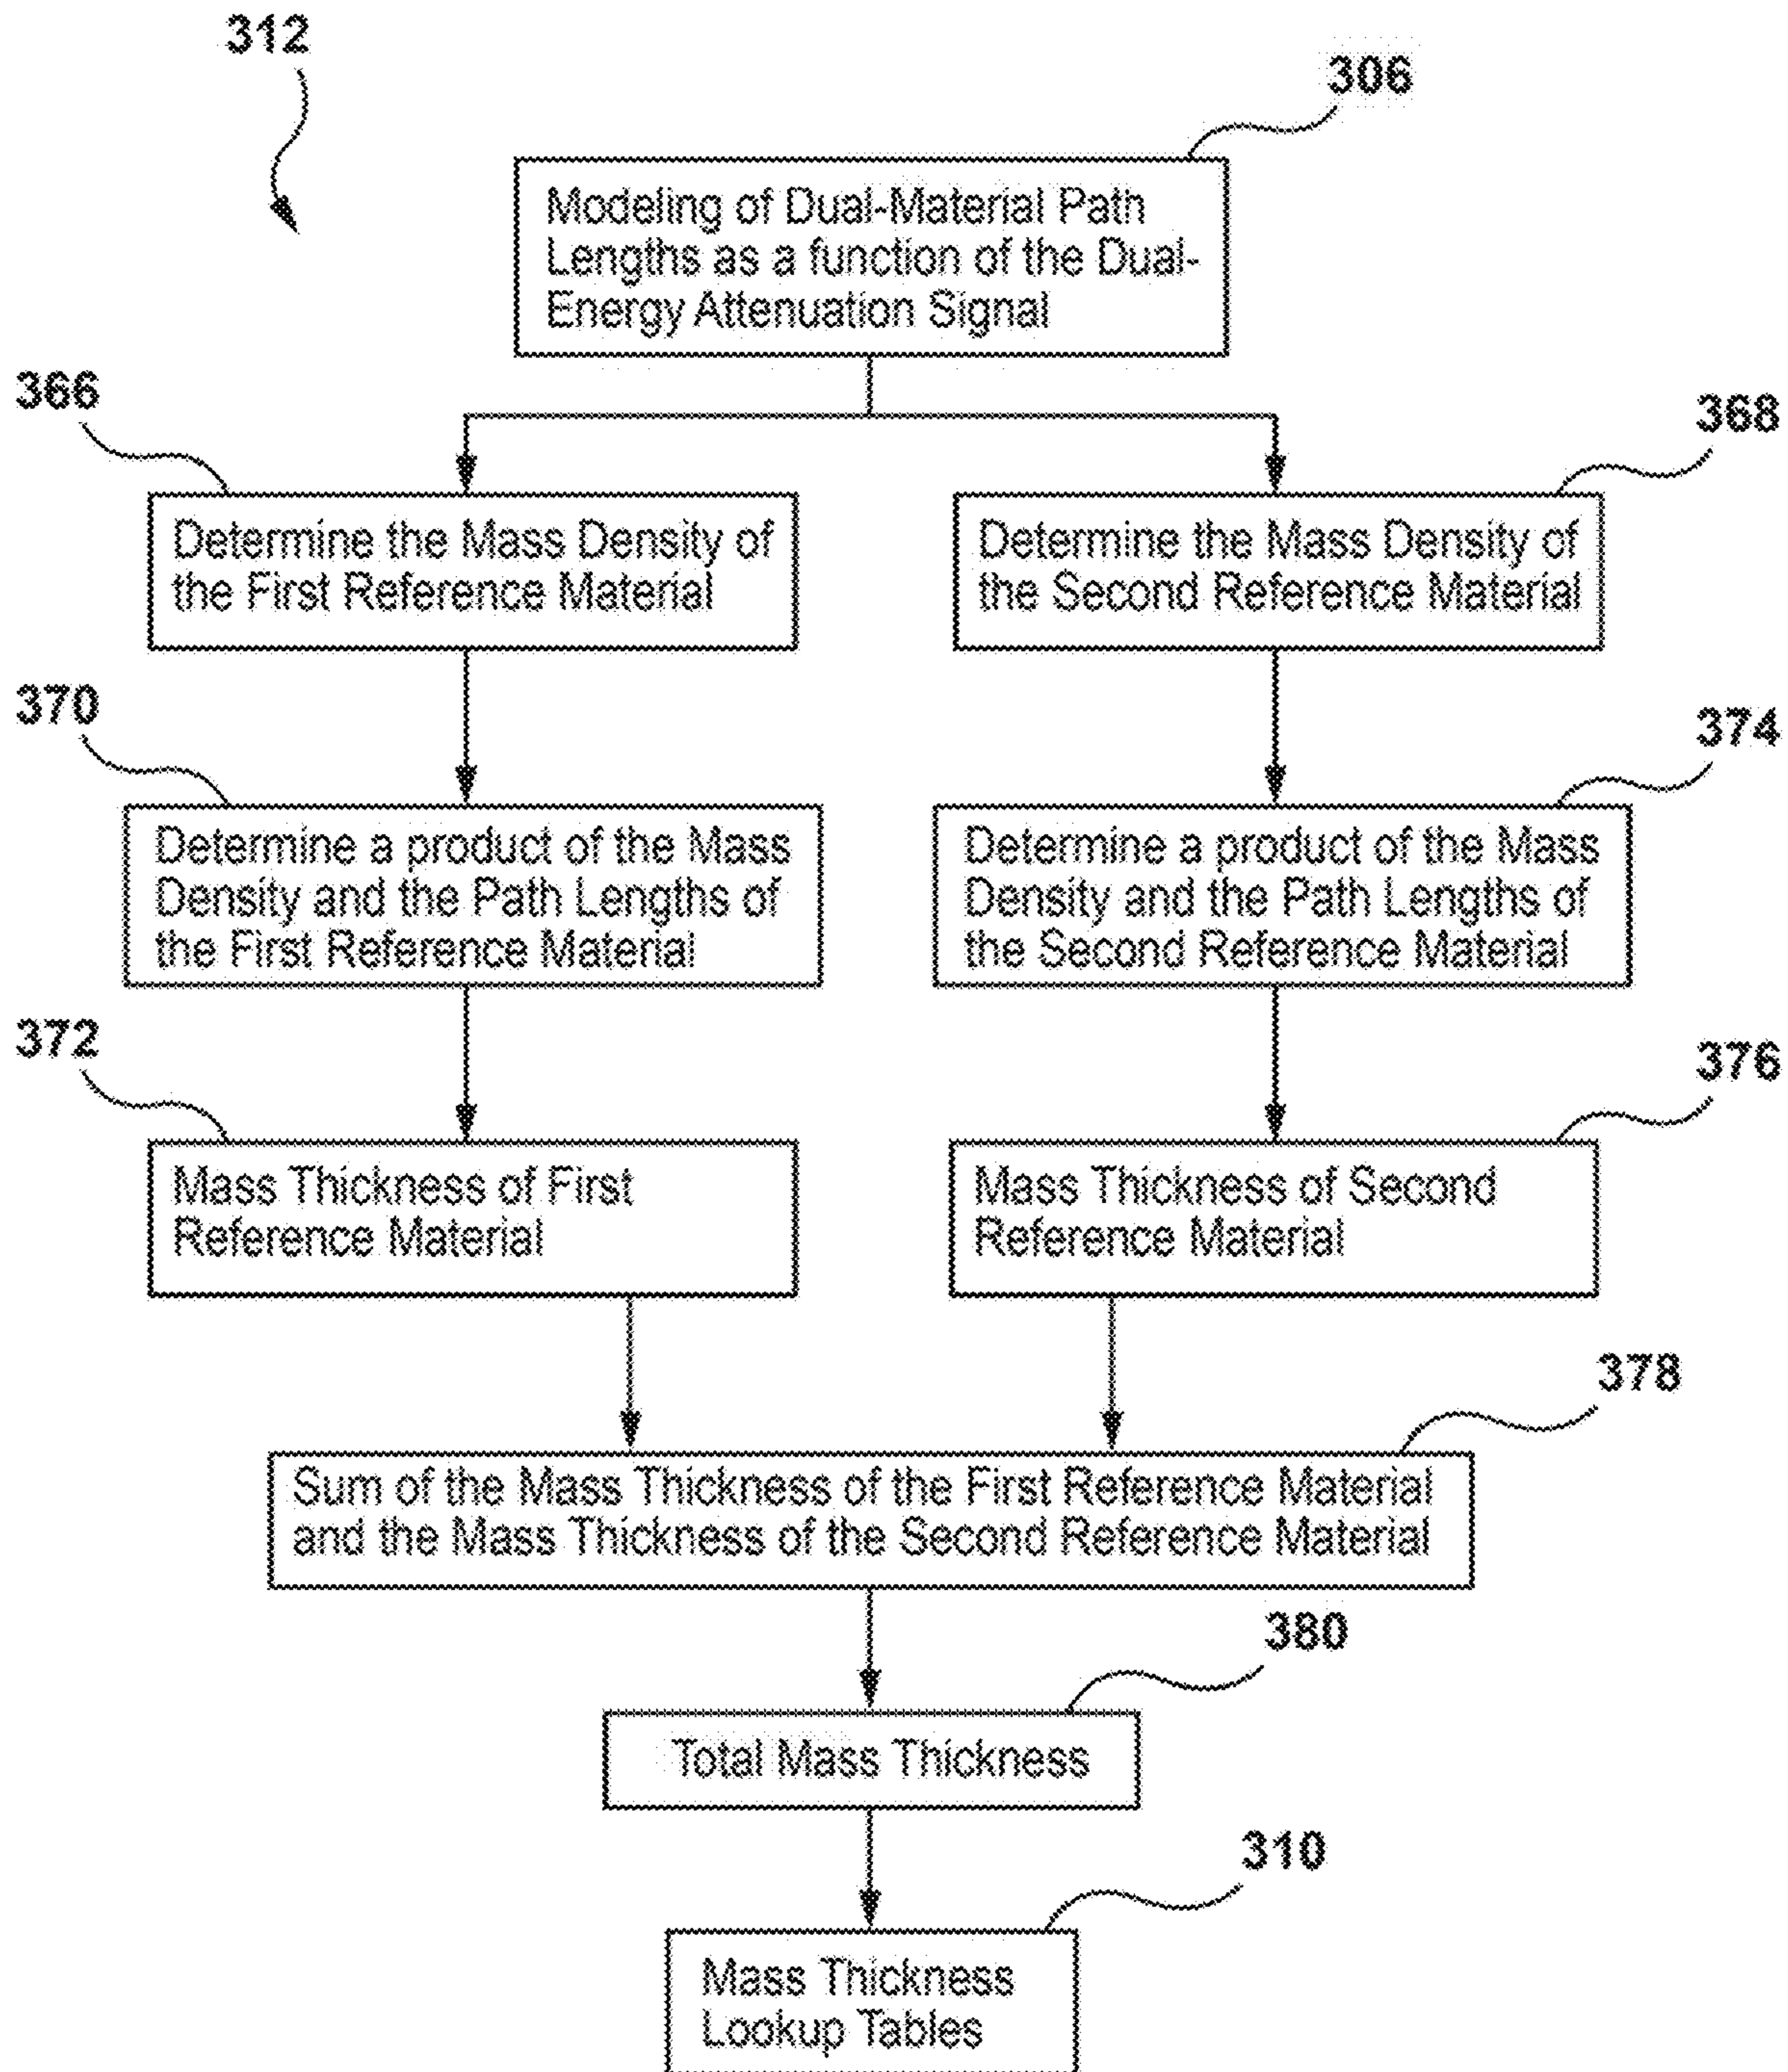 312
306
Modeling of Dual-Material Path
Lengths as a function of the Dual-
Energy Attenuation Signal
366
368
Determine the Mass Density of
the First Reference Material
Determine the Mass Density of
the Second Reference Material
370
374
Determine a product of the Mass
Density and the Path Lengths of
the First Reference Material
Determine a product of the Mass
Density and the Path Lengths of
the Second Reference Material
372
376
Mass Thickness of First
Reference Material
Mass Thickness of Second
Reference Material
378
Sum of the Mass Thickness of the First Reference Material
and the Mass Thickness of the Second Reference Material
380
Total Mass Thickness
310
Mass Thickness
Lookup Tables